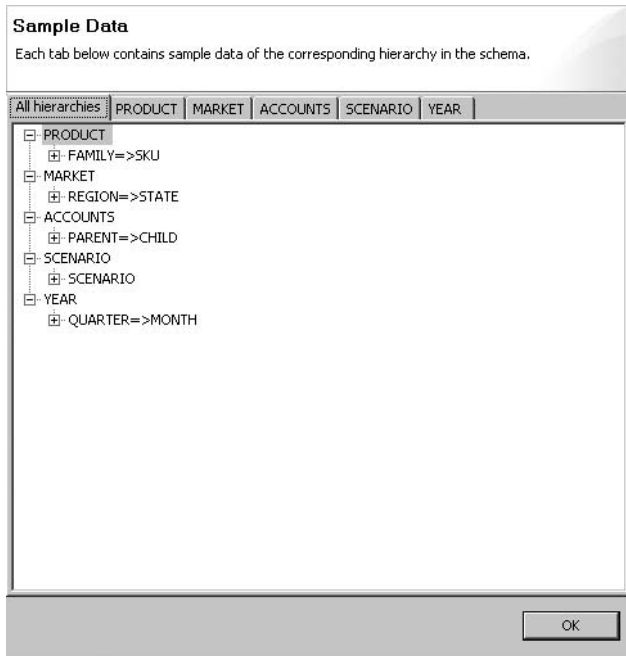 Sample Data
Each tab below contains sample data of the corresponding hierarchy in the schema.
All hierarchies PRODUCT MARKET ACCOUNTS SCENARIO YEAR
PRODUCT
FAMILY=>SKU
MARKET
REGION=>STATE
ACCOUNTS
PARENT=>CHILD
SCENARIO
SCENARIO
YEAR
QUARTER=>MONTH
OK